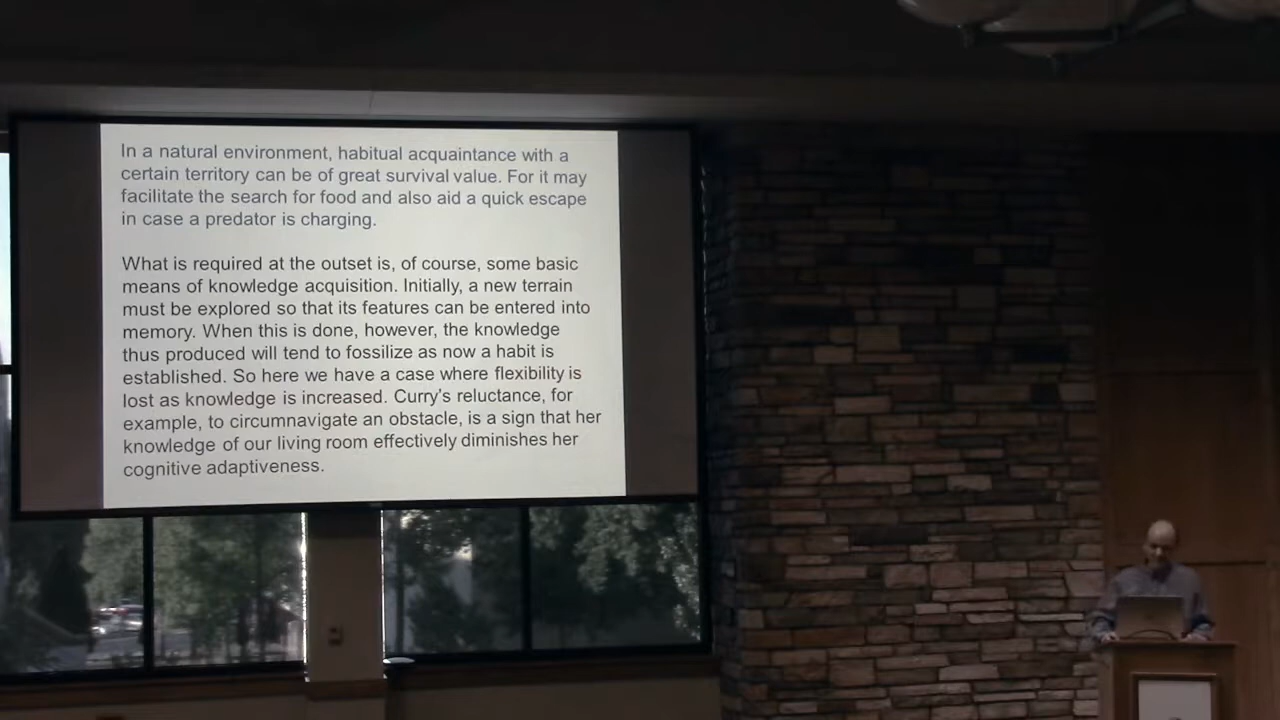 In a natural environment, habitual acquaintance with a
certain territory can be of great survival value. For it may
facilitate the search for food and also aid a quick escape
in case a predator is charging.
What is required at the outset is, of course, some basic
means of knowledge acquisition. Initially, a new terrain
must be explored so that its features can be entered into
memory. When this is done, however, the knowledge
thus produced will tend to fossilize as now a habit is
established. So here we have a case where flexibility is
lost as knowledge is increased. Curry's reluctance, for
example, to circumnavigate an obstacle, is a sign that her
knowledge of our living room effectively diminishes her
cognitive adaptiveness.